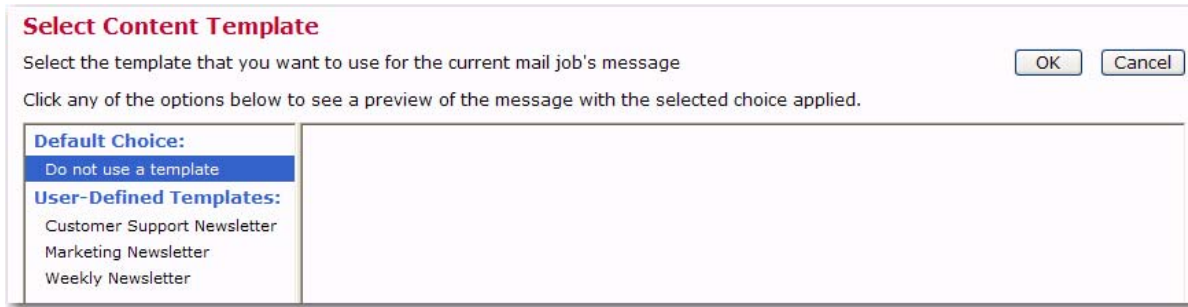 Select Content Template
Select the template that you want to use for the current mail job's message
OK
Cancel
Click any of the options below to see a preview of the message with the selected choice applied.
Default Choice:
Do not use a template
User-Defined Templates:
Customer Support Newsletter
Marketing Newsletter
Weekly Newsletter